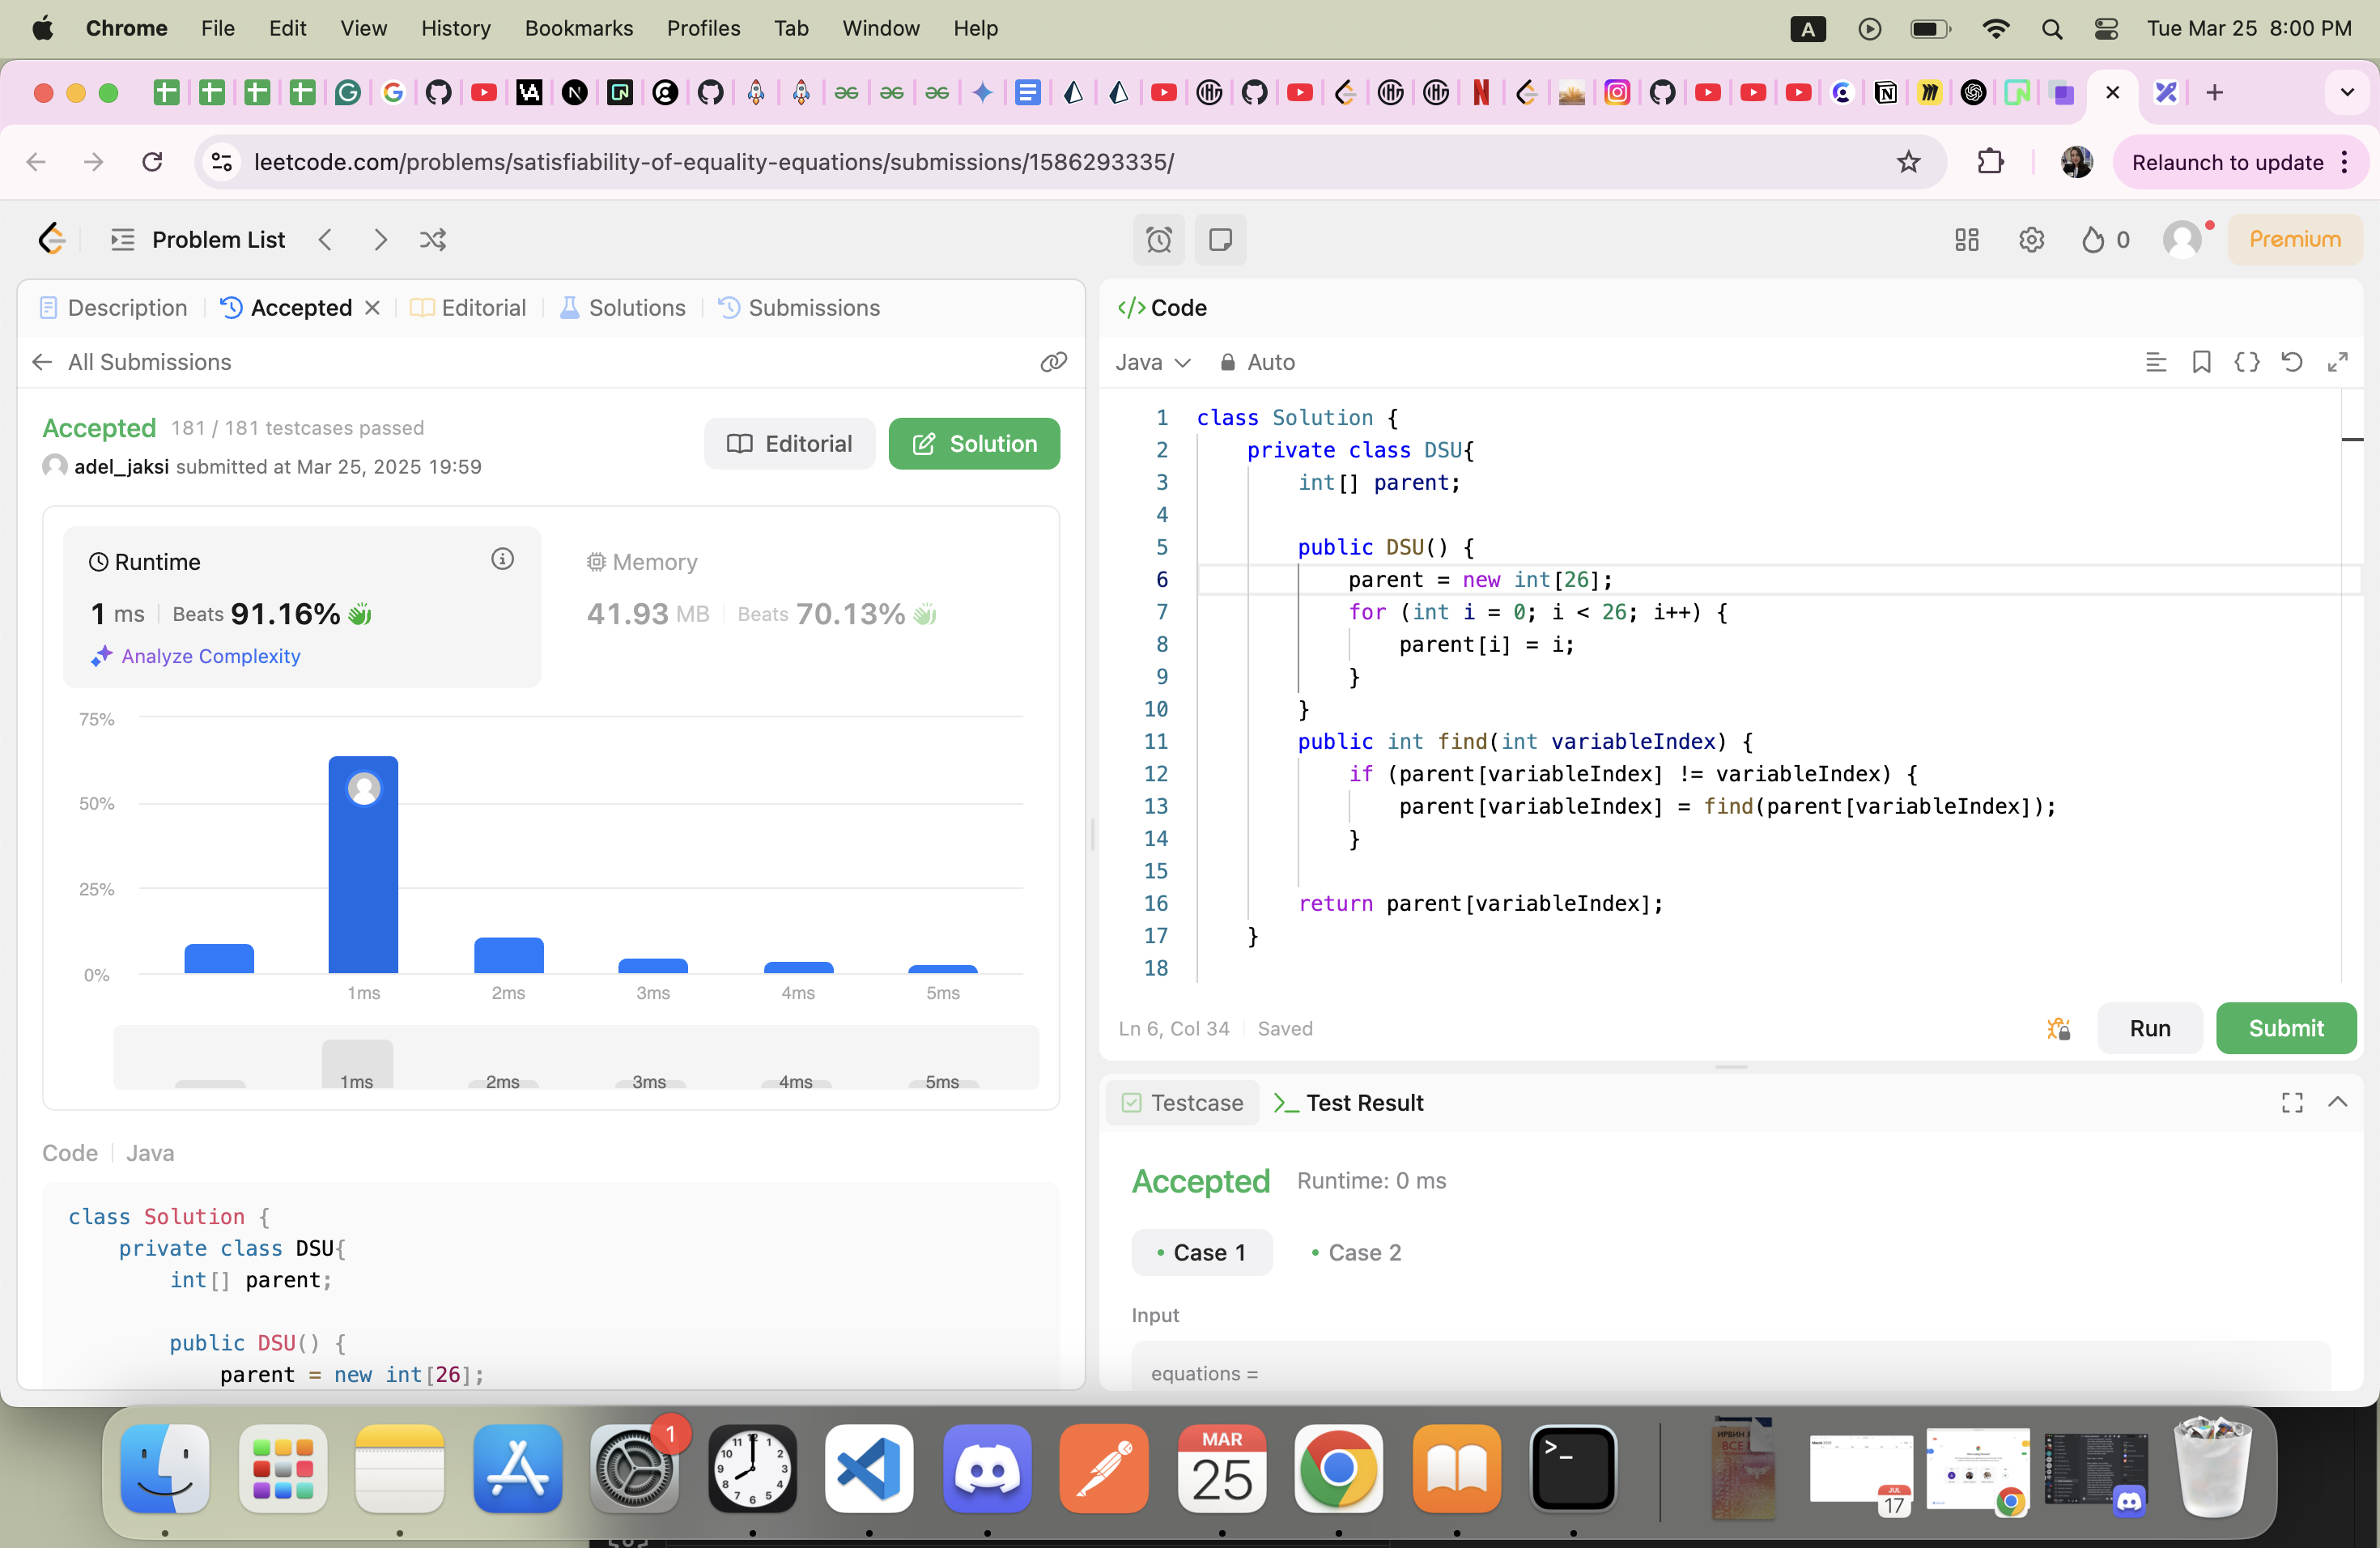 Chrome File Edit View History Bookmarks Profiles Tab Window Help A Tue Mar 25 8:00 PM
leetcode.com/problems/satisfiability-of-equality-equations/submissions/1586293335/ Relaunch to update
Problem List 0 Premium
Description Accepted Editorial Solutions Submissions
All Submissions
Accepted 181 / 181 testcases passed
adel_jaksi submitted at Mar 25, 2025 19:59
Editorial Solution
Runtime
1 ms Beats 91.16%
Analyze Complexity
Memory
41.93 MB Beats 70.13%
75%
50%
25%
0%
1ms 2ms 3ms 4ms 5ms
1ms 2ms 3ms 4ms 5ms
Code Java
class Solution {
private class DSU{
int[] parent;
public DSU() {
parent = new int[26];
</> Code
Java Auto
1 class Solution {
2 private class DSU{
3 int[] parent;
4
5 public DSU() {
6 parent = new int[26];
7 for (int i = 0; i < 26; i++) {
8 parent[i] = i;
9 }
10 }
11 public int find(int variableIndex) {
12 if (parent[variableIndex] != variableIndex) {
13 parent[variableIndex] = find(parent[variableIndex]);
14 }
15
16 return parent[variableIndex];
17 }
18
Ln 6, Col 34 Saved
Run Submit
Testcase Test Result
Accepted Runtime: 0 ms
Case 1 Case 2
Input
equations =
1
MAR
25
JUL
17